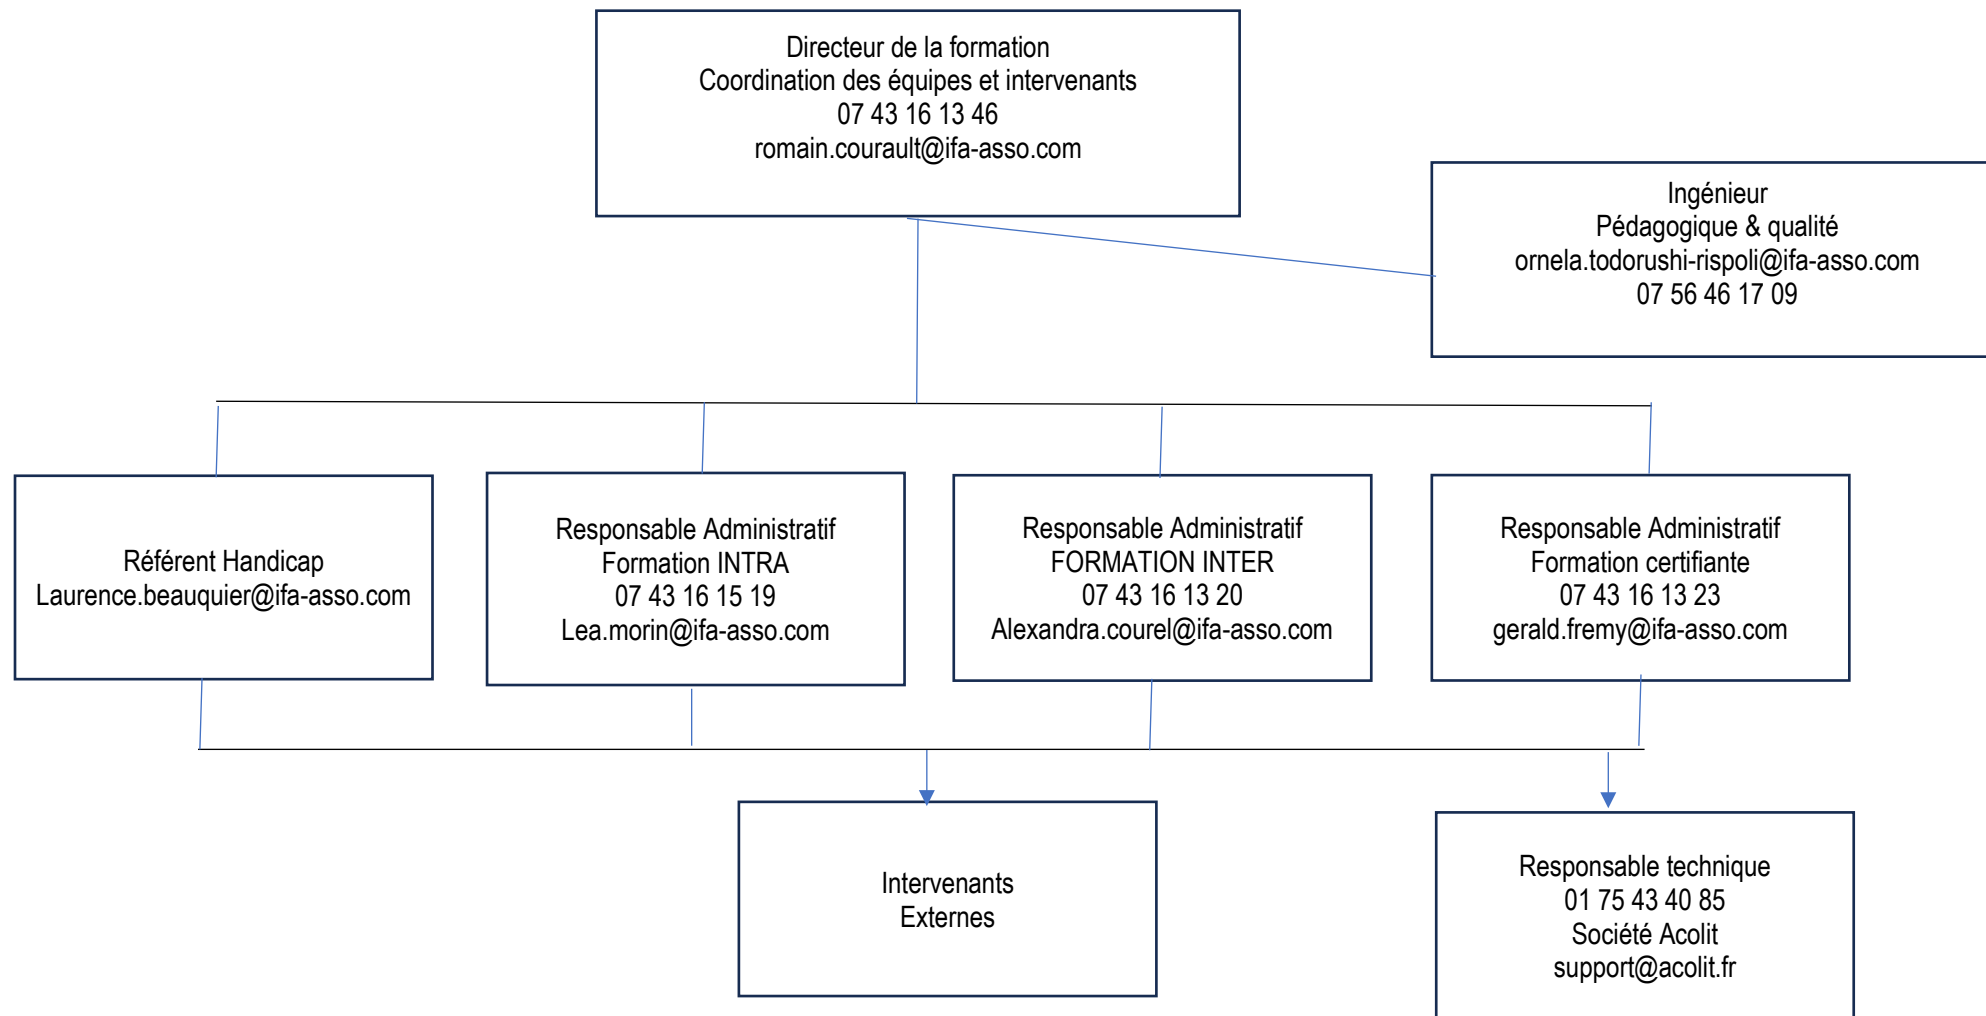 Directeur de la formation
Coordination des équipes et intervenants
07 43 16 13 46
romain.courault@ifa-asso.com
Ingénieur
Pédagogique & qualité
ornela.todorushi-rispoli@ifa-asso.com
07 56 46 17 09
Référent Handicap
Laurence.beauquier@ifa-asso.com
Responsable Administratif
Formation INTRA
07 43 16 15 19
Lea.morin@ifa-asso.com
Responsable Administratif
FORMATION INTER
07 43 16 13 20
Alexandra.courel@ifa-asso.com
Responsable Administratif
Formation certifiante
07 43 16 13 23
gerald.fremy@ifa-asso.com
Intervenants
Externes
Responsable technique
01 75 43 40 85
Société Acolit
support@acolit.fr